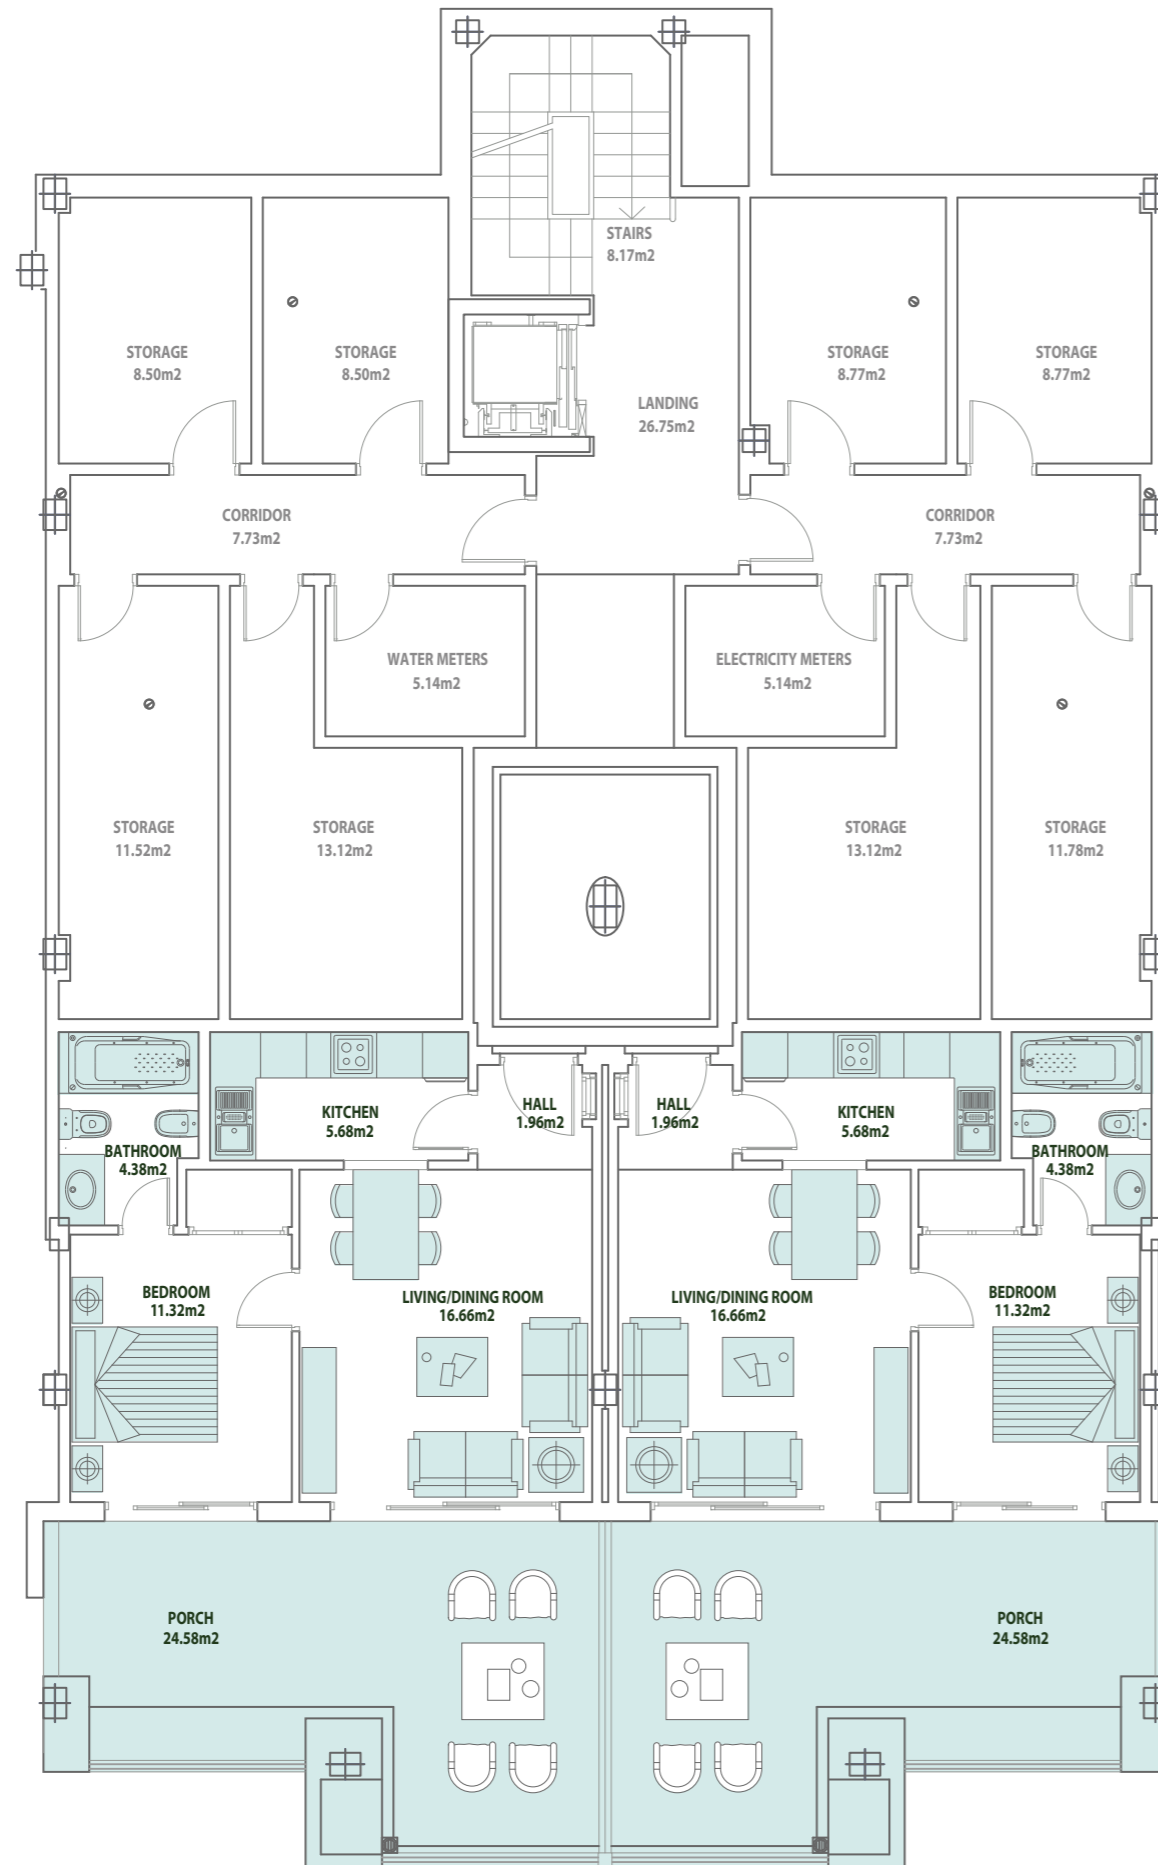 STAIRS
8.17m2
STORAGE
8.50m2
STORAGE
8.50m2
STORAGE
8.77m2
STORAGE
8.77m2
LANDING
26.75m2
CORRIDOR
7.73m2
CORRIDOR
7.73m2
WATER METERS
5.14m2
ELECTRICITY METERS
5.14m2
STORAGE
11.52m2
STORAGE
13.12m2
STORAGE
13.12m2
STORAGE
11.78m2
KITCHEN
5.68m2
HALL
1.96m2
HALL
1.96m2
KITCHEN
5.68m2
BATHROOM
4.38m2
BATHROOM
4.38m2
BEDROOM
11.32m2
LIVING/DINING ROOM
16.66m2
LIVING/DINING ROOM
16.66m2
BEDROOM
11.32m2
PORCH
24.58m2
PORCH
24.58m2